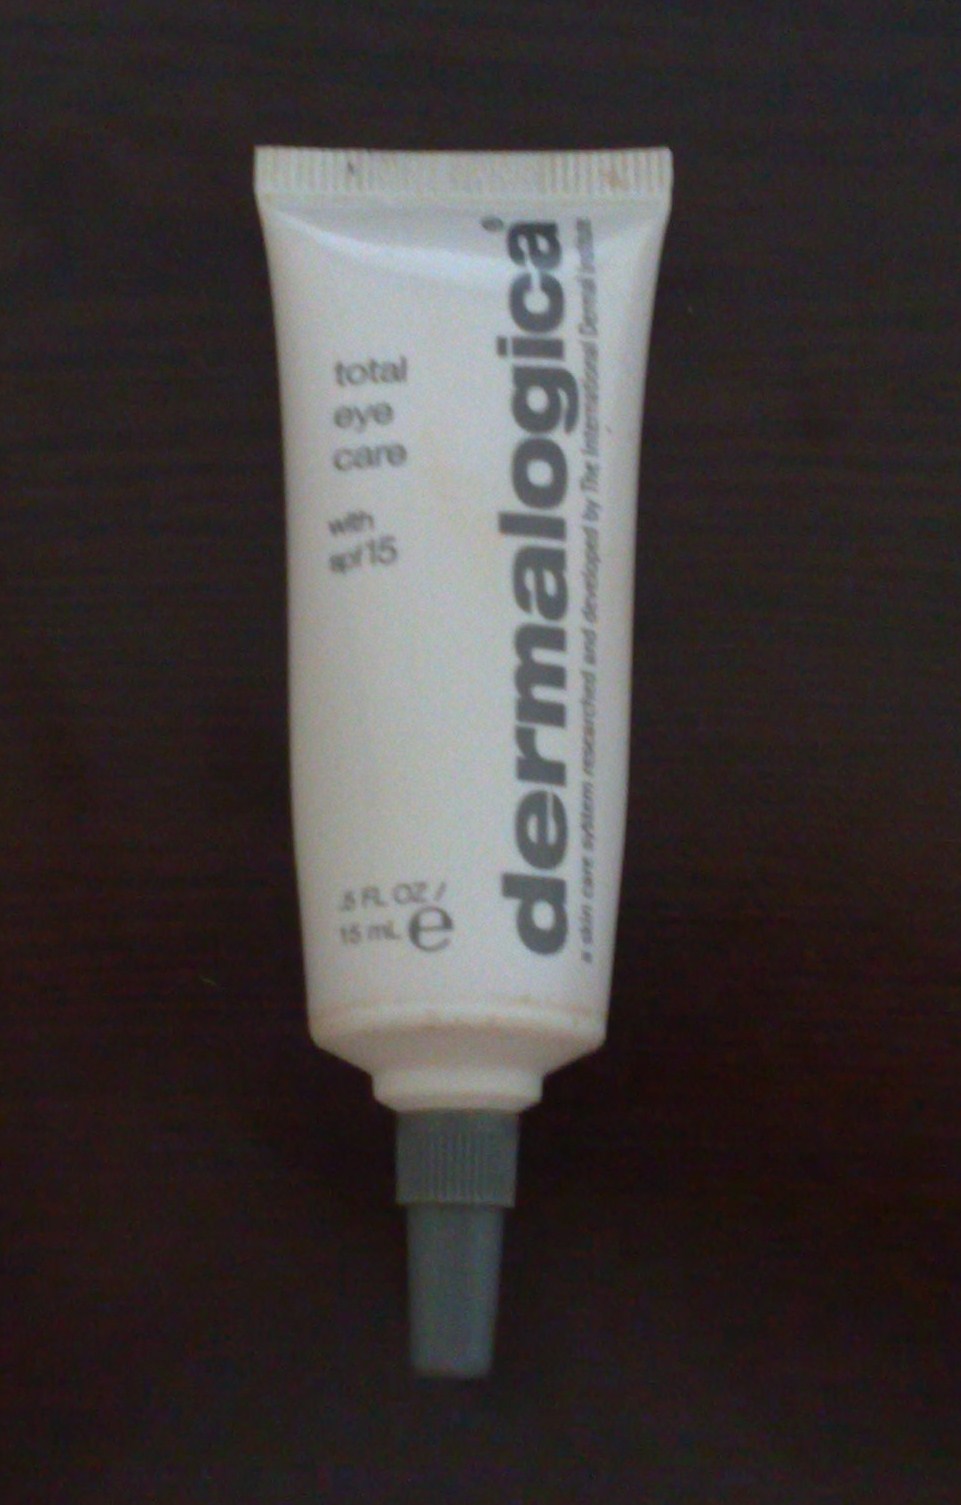 total
eye
care
with
spf15
.5 FL OZ /
15 mL e
dermalogica®
a skin care system researched and developed by The International Dermal Institute